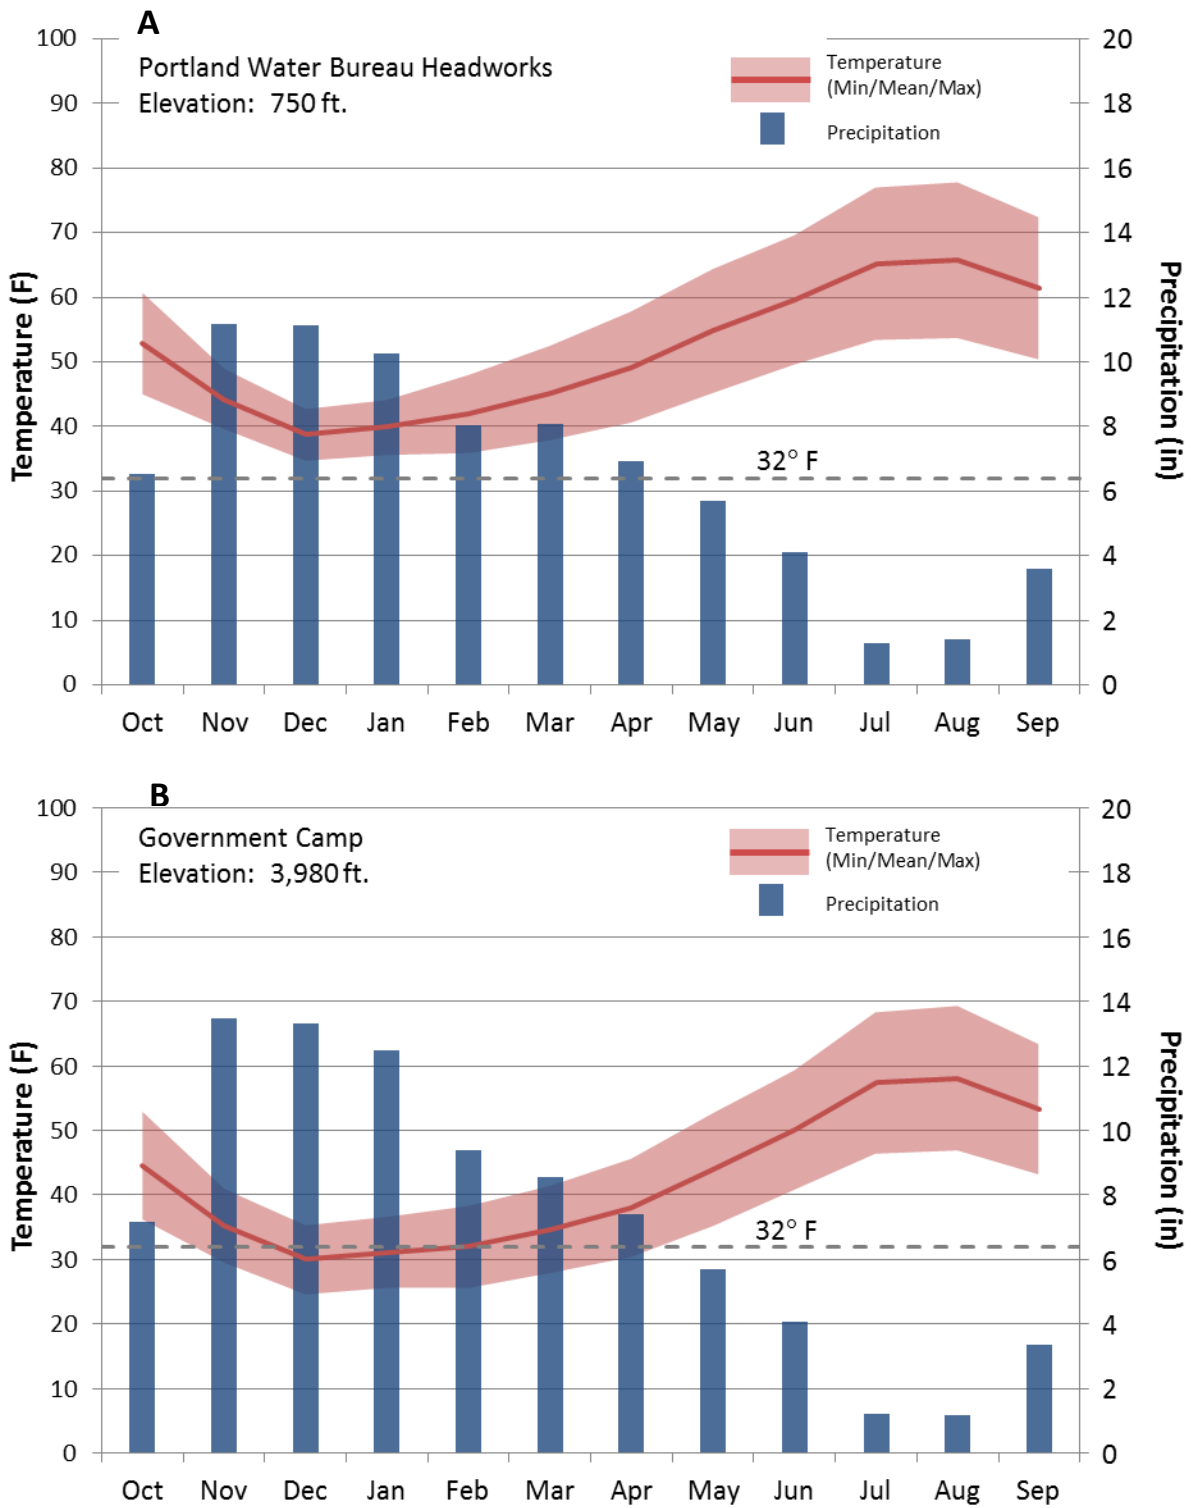 A
Portland Water Bureau Headworks
Elevation: 750 ft.
Temperature
(Min/Mean/Max)
Precipitation
100
90
80
70
60
50
40
30
20
10
0
Temperature (F)
20
18
16
14
12
10
8
6
4
2
0
Precipitation (in)
32° F
Oct Nov Dec Jan Feb Mar Apr May Jun Jul Aug Sep
B
Government Camp
Elevation: 3,980 ft.
Temperature
(Min/Mean/Max)
Precipitation
100
90
80
70
60
50
40
30
20
10
0
Temperature (F)
20
18
16
14
12
10
8
6
4
2
0
Precipitation (in)
32° F
Oct Nov Dec Jan Feb Mar Apr May Jun Jul Aug Sep